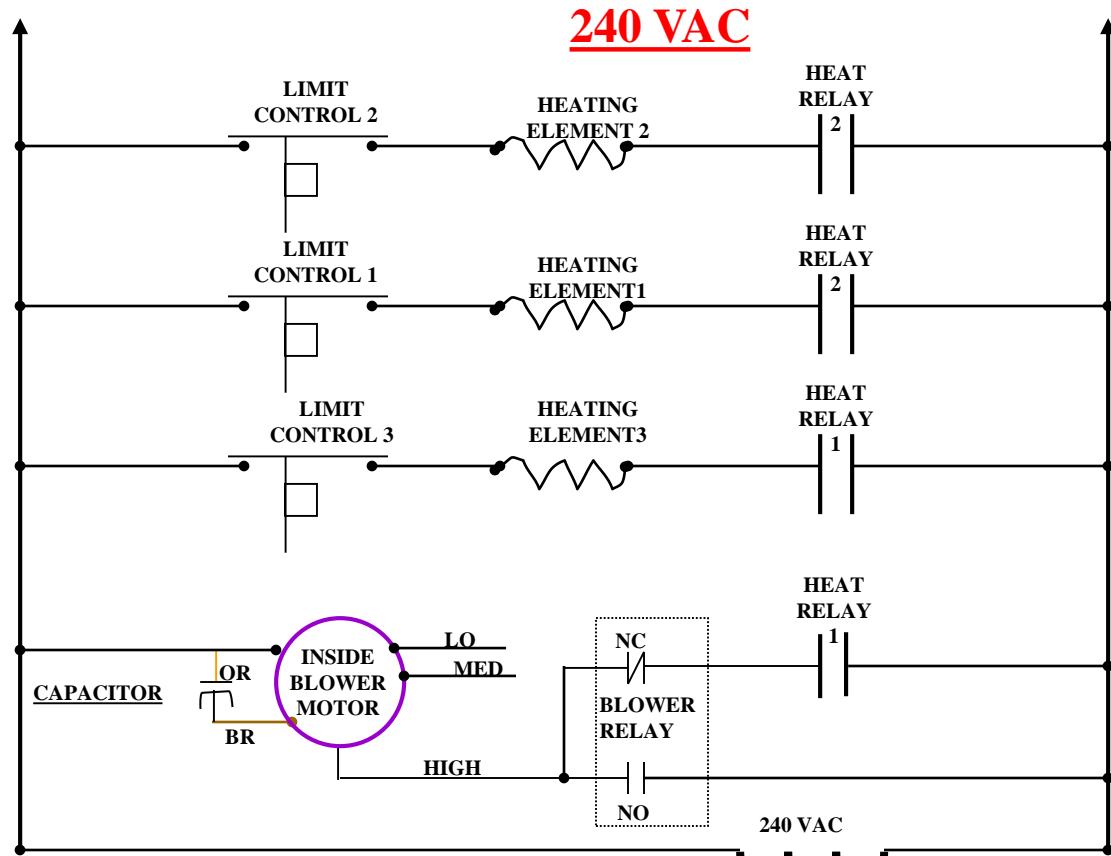 240 VAC
LIMIT
CONTROL 2
HEATING
ELEMENT 2
HEAT
RELAY
2
LIMIT
CONTROL 1
HEATING
ELEMENT1
HEAT
RELAY
2
LIMIT
CONTROL 3
HEATING
ELEMENT3
HEAT
RELAY
1
CAPACITOR
OR
BR
INSIDE
BLOWER
MOTOR
LO
MED
HIGH
NC
BLOWER
RELAY
NO
HEAT
RELAY
1
240 VAC